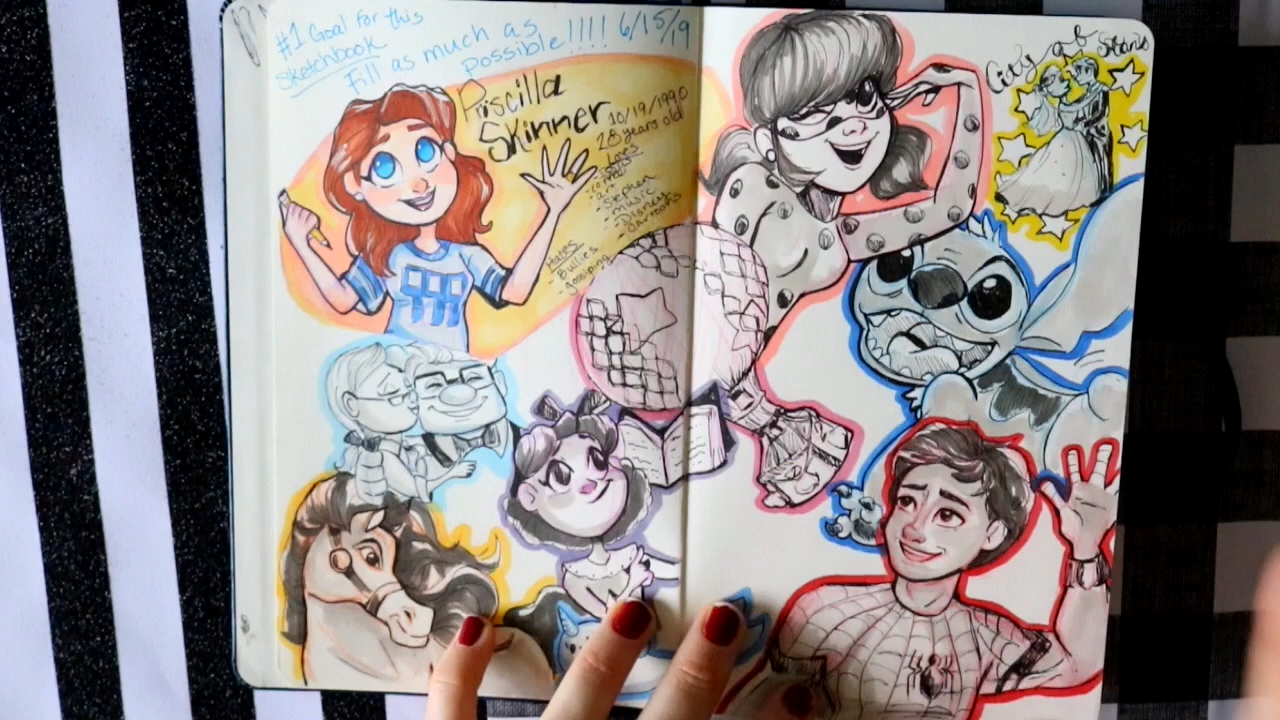 #1 Goal for this
Sketchbook
Fill as much as
possible!!!! 6/15/19
Priscilla
Skinner
10/19/1990
28 years old
Loves
- art
- Stephen
- music
- Disney
- cartoons
Hates
- Bullies
- gossiping
City of Stars